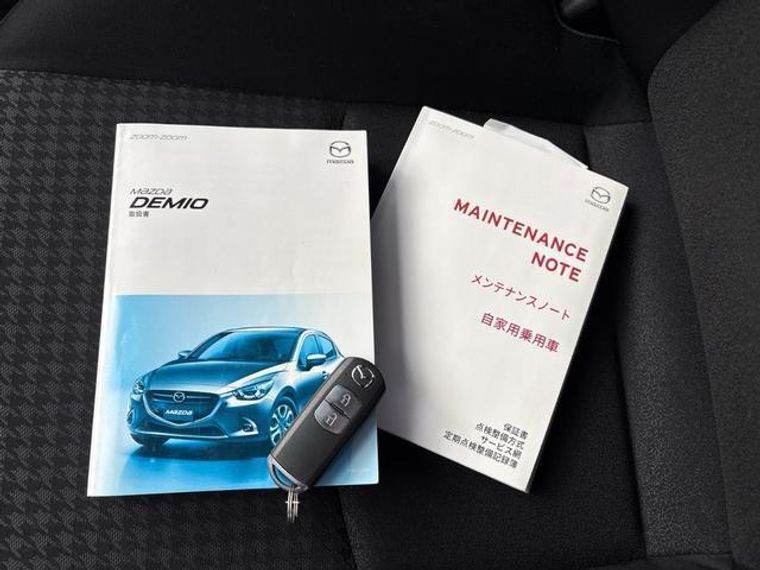 zoom-zoom
mazda
mazda
DEMIO
取扱書
mazda
zoom-zoom
mazda
MAINTENANCE
NOTE
メンテナンスノート
自家用乗用車
保証書
点検整備方式
サービス網
定期点検整備記録簿